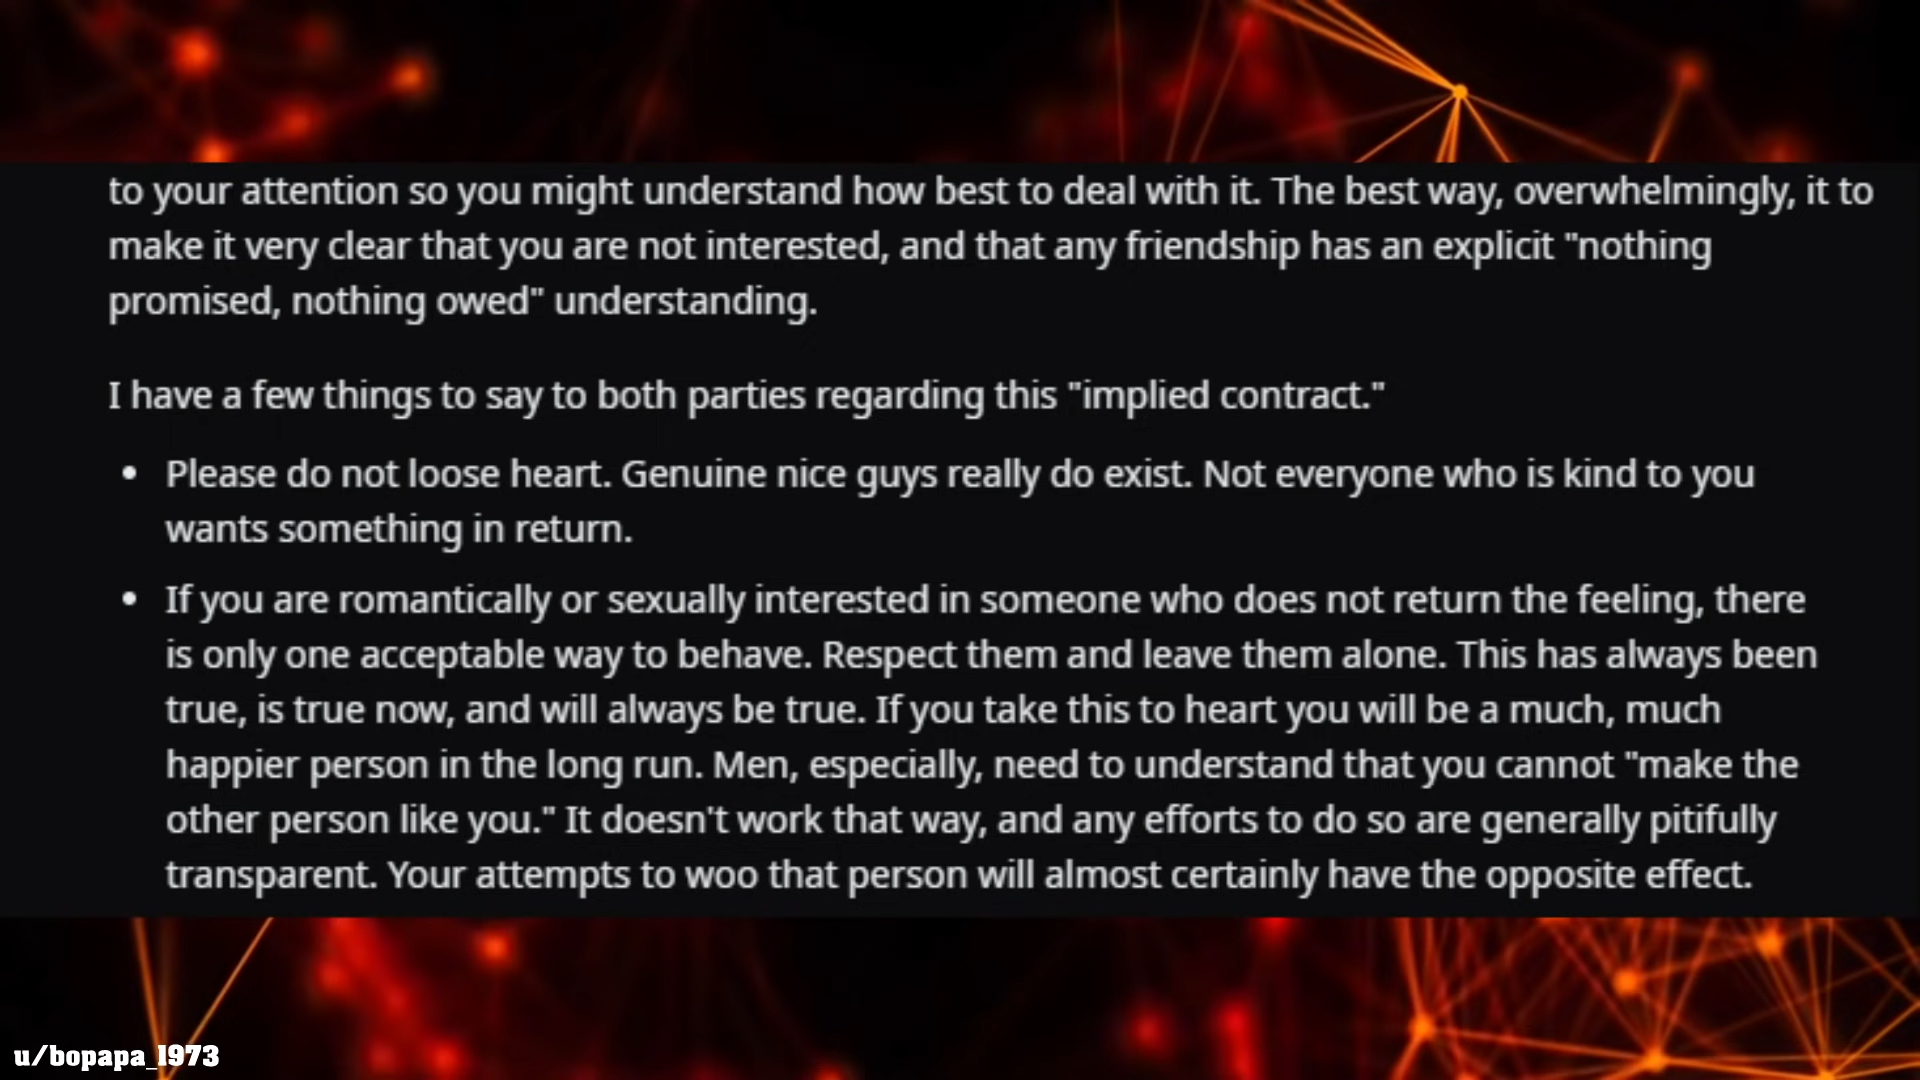 to your attention so you might understand how best to deal with it. The best way, overwhelmingly, it to
make it very clear that you are not interested, and that any friendship has an explicit "nothing
promised, nothing owed" understanding.
I have a few things to say to both parties regarding this "implied contract."
• Please do not loose heart. Genuine nice guys really do exist. Not everyone who is kind to you
wants something in return.
• If you are romantically or sexually interested in someone who does not return the feeling, there
is only one acceptable way to behave. Respect them and leave them alone. This has always been
true, is true now, and will always be true. If you take this to heart you will be a much, much
happier person in the long run. Men, especially, need to understand that you cannot "make the
other person like you." It doesn't work that way, and any efforts to do so are generally pitifully
transparent. Your attempts to woo that person will almost certainly have the opposite effect.
u/bopapa_1973